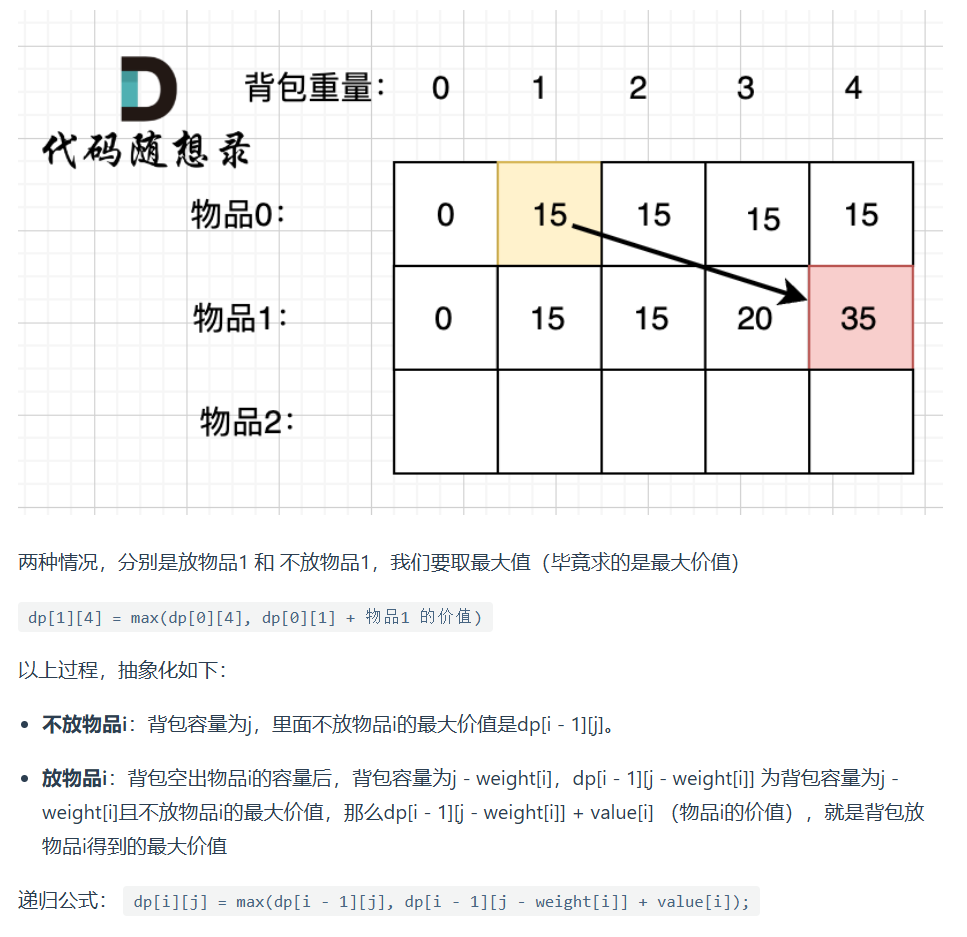 背包重量： 0 1 2 3 4
代码随想录
物品0： 0 15 15 15 15
物品1： 0 15 15 20 35
物品2：
两种情况，分别是放物品1 和 不放物品1，我们要取最大值（毕竟求的是最大价值）
dp[1][4] = max(dp[0][4], dp[0][1] + 物品1 的价值)
以上过程，抽象化如下：
不放物品i：背包容量为j，里面不放物品i的最大价值是dp[i - 1][j]。
放物品i：背包空出物品i的容量后，背包容量为j - weight[i]，dp[i - 1][j - weight[i]] 为背包容量为j -
weight[i]且不放物品i的最大价值，那么dp[i - 1][j - weight[i]] + value[i] （物品i的价值），就是背包放
物品i得到的最大价值
递归公式： dp[i][j] = max(dp[i - 1][j], dp[i - 1][j - weight[i]] + value[i]);